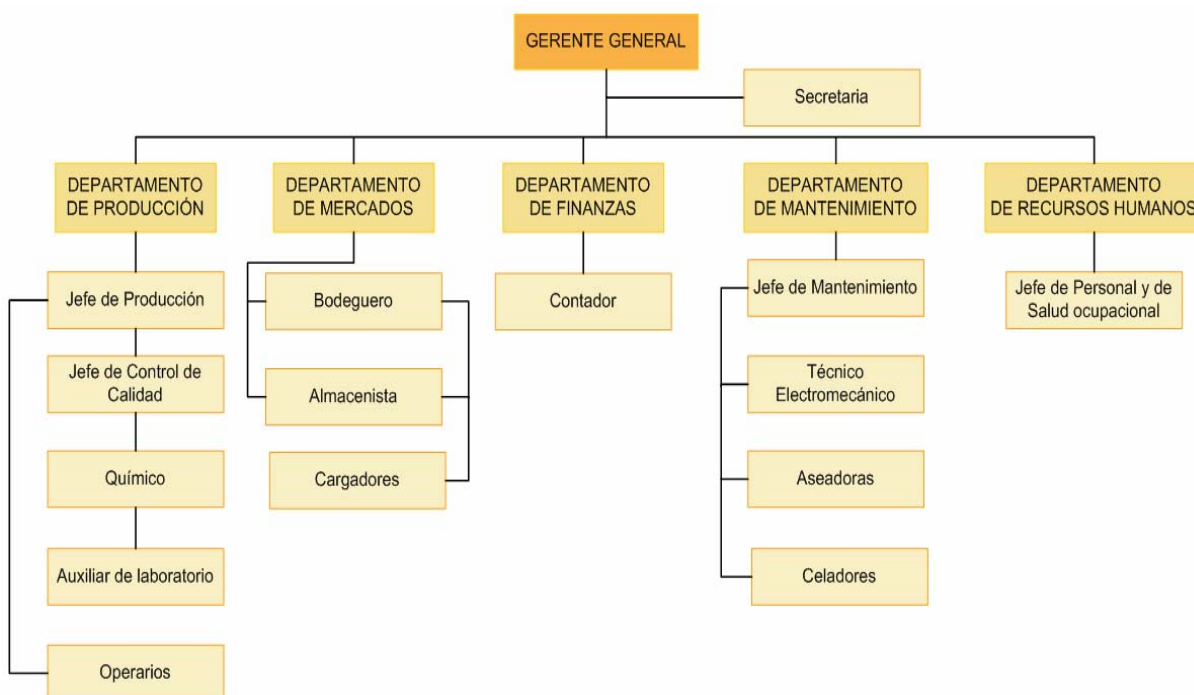 GERENTE GENERAL
Secretaria
DEPARTAMENTO
DE PRODUCCIÓN
DEPARTAMENTO
DE MERCADOS
DEPARTAMENTO
DE FINANZAS
DEPARTAMENTO
DE MANTENIMIENTO
DEPARTAMENTO
DE RECURSOS HUMANOS
Jefe de Producción
Jefe de Control de
Calidad
Químico
Auxiliar de laboratorio
Operarios
Bodeguero
Almacenista
Cargadores
Contador
Jefe de Mantenimiento
Técnico
Electromecánico
Aseadoras
Celadores
Jefe de Personal y de
Salud ocupacional